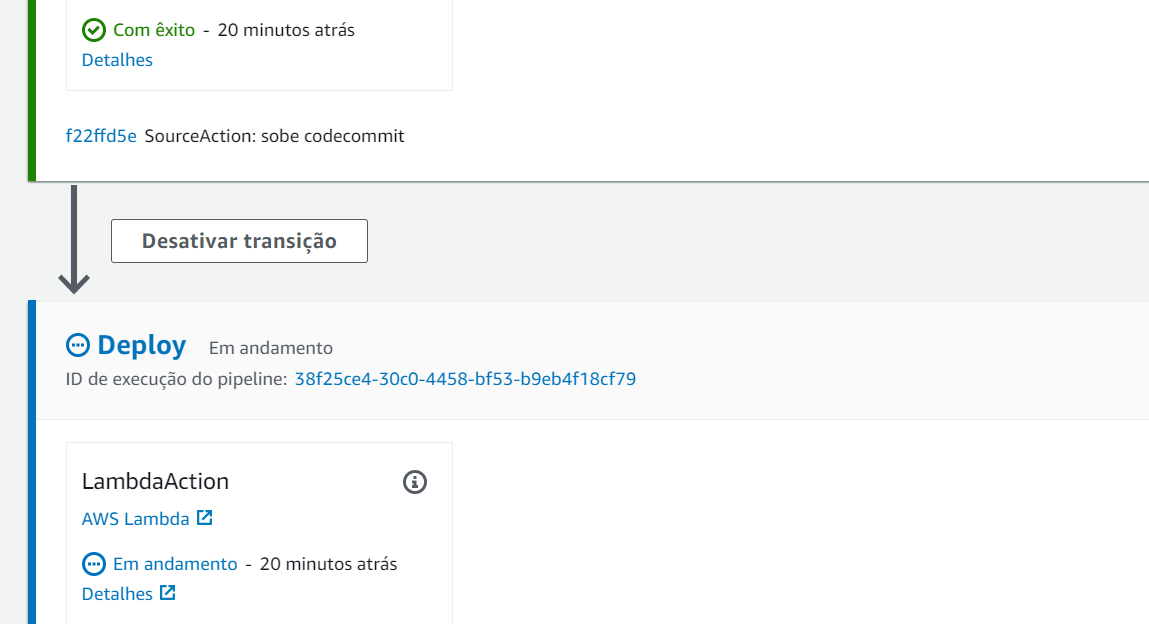 Com êxito - 20 minutos atrás
Detalhes
f22ffd5e SourceAction: sobe codecommit
Desativar transição
Deploy Em andamento
ID de execução do pipeline: 38f25ce4-30c0-4458-bf53-b9eb4f18cf79
LambdaAction
AWS Lambda
Em andamento - 20 minutos atrás
Detalhes